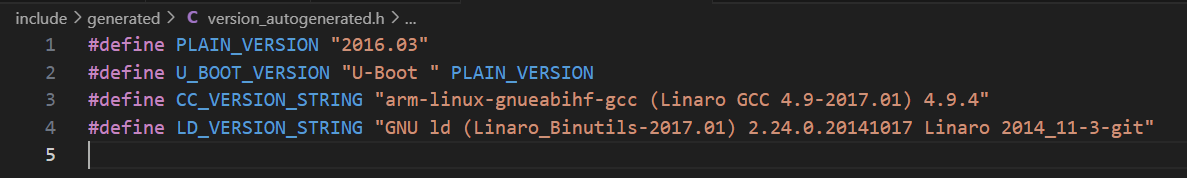 include > generated > C version_autogenerated.h > ...
1 #define PLAIN_VERSION "2016.03"
2 #define U_BOOT_VERSION "U-Boot " PLAIN_VERSION
3 #define CC_VERSION_STRING "arm-linux-gnueabihf-gcc (Linaro GCC 4.9-2017.01) 4.9.4"
4 #define LD_VERSION_STRING "GNU ld (Linaro_Binutils-2017.01) 2.24.0.20141017 Linaro 2014_11-3-git"
5